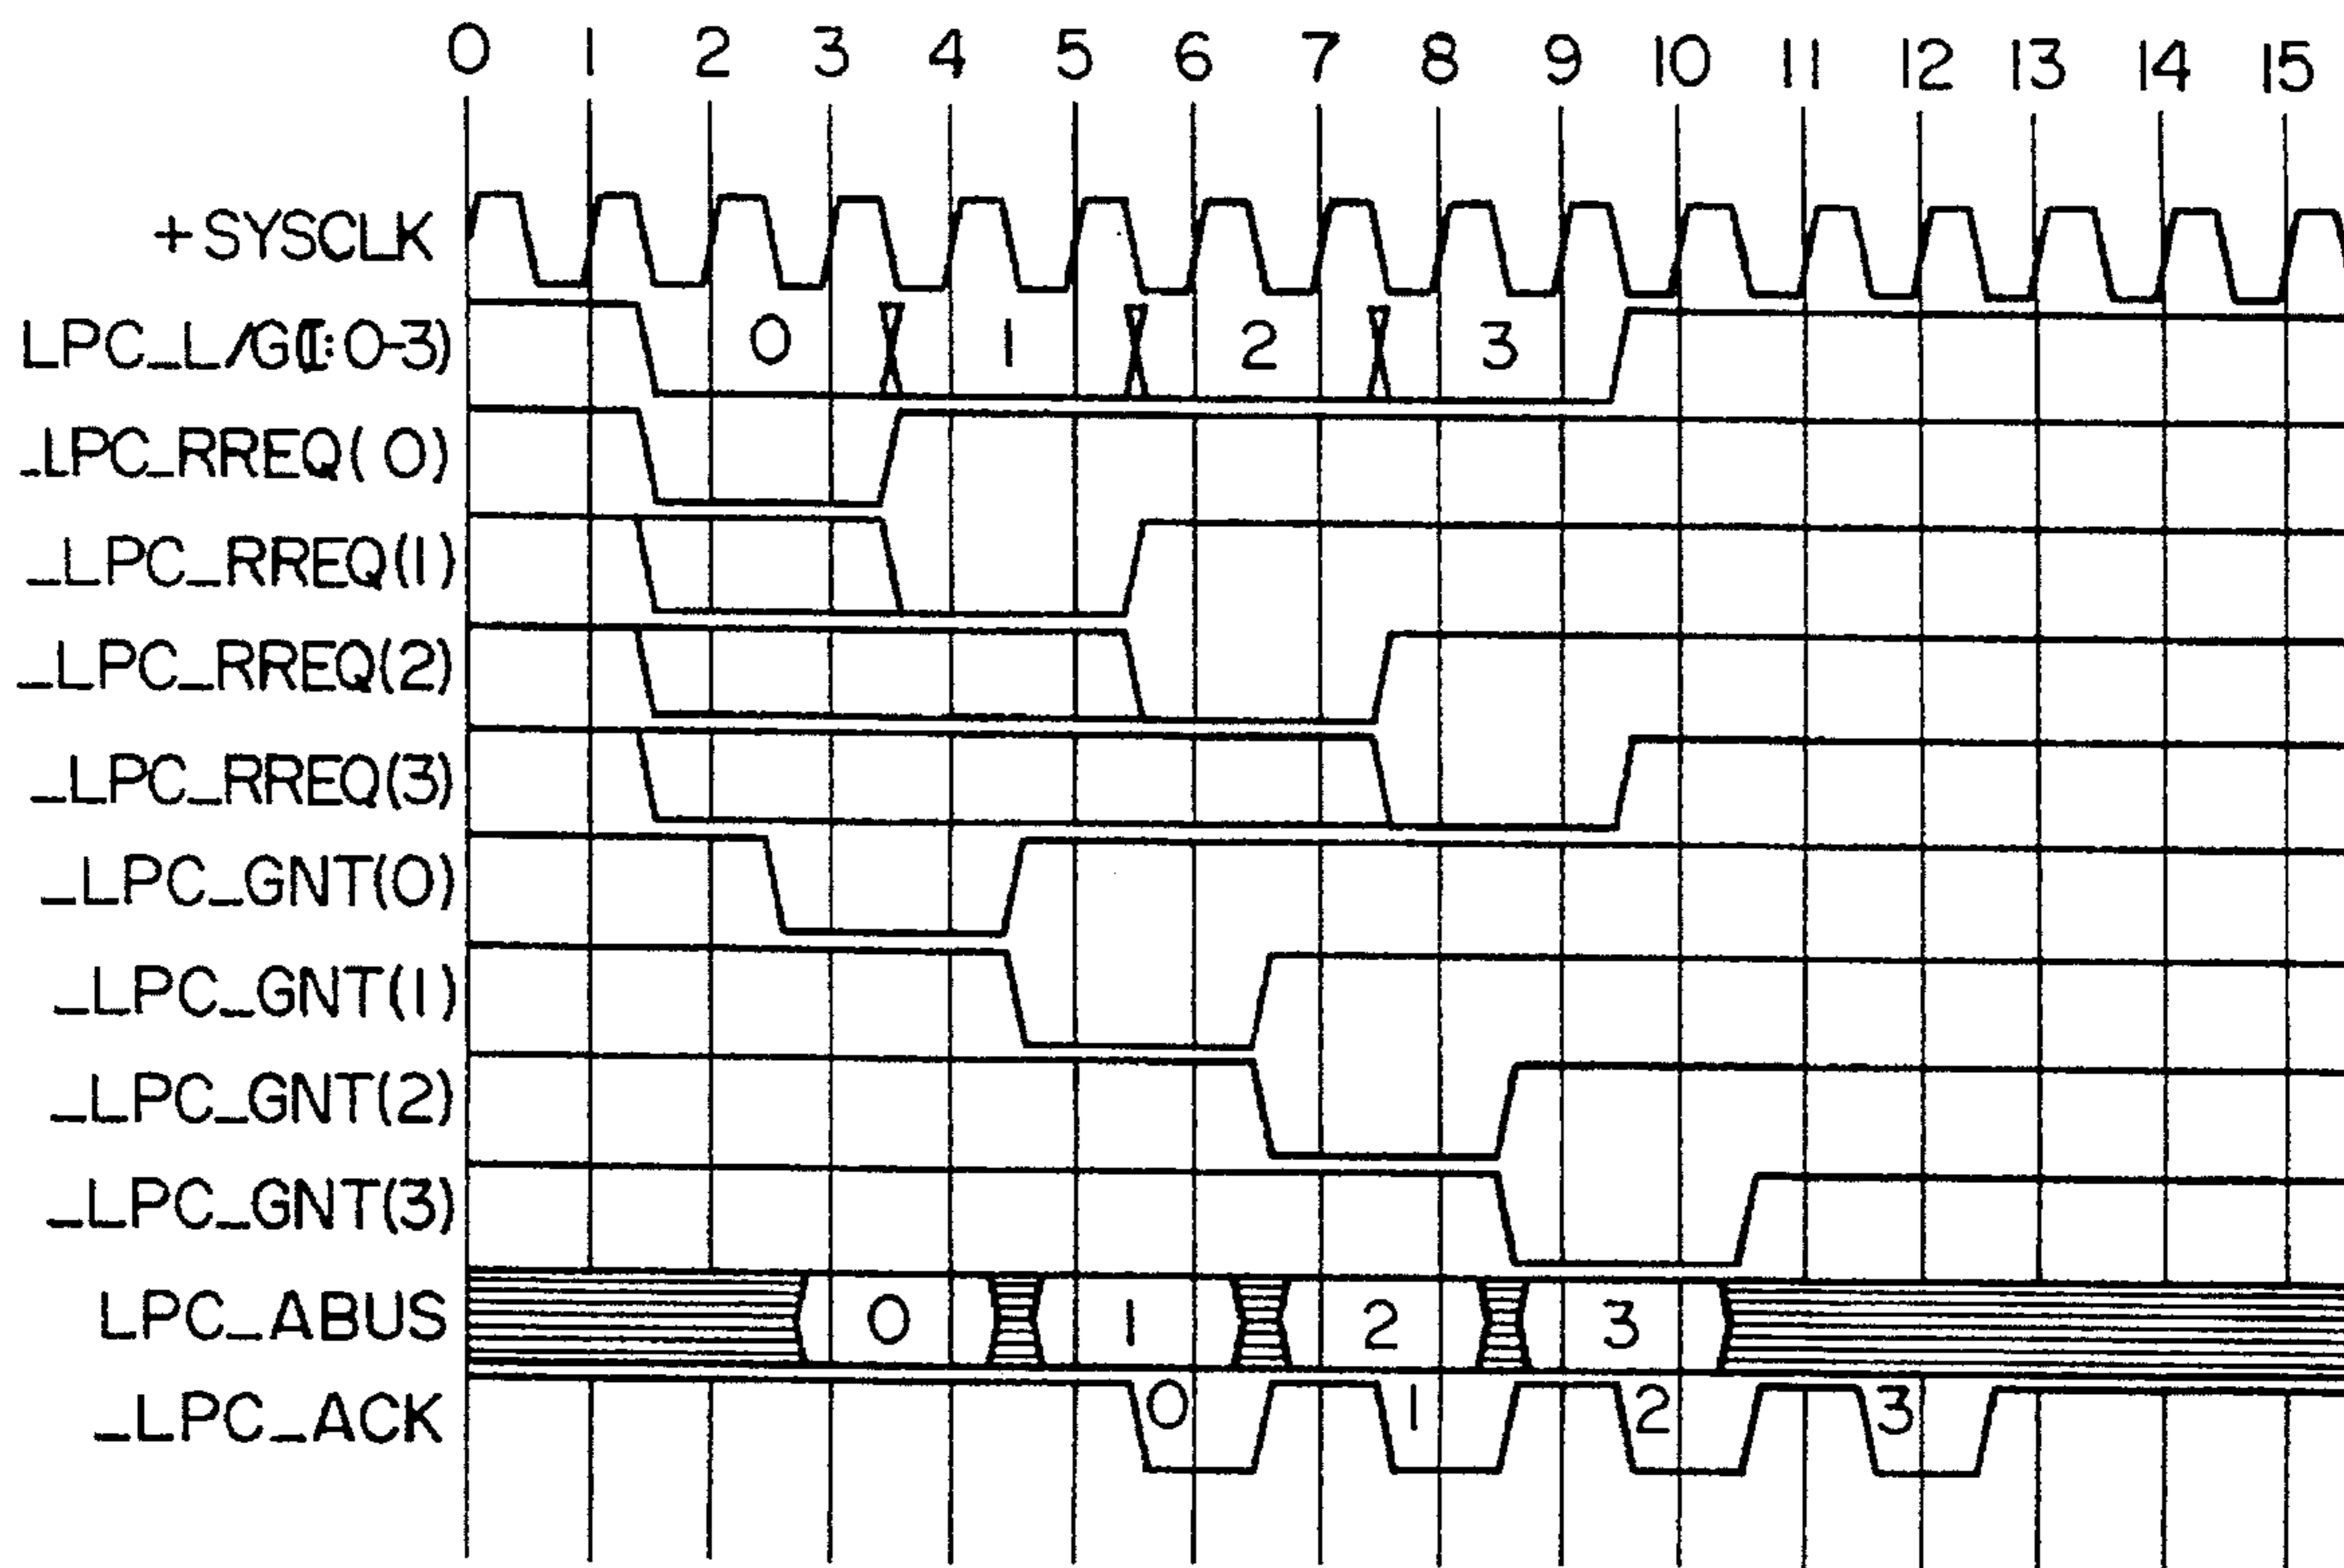 0 1 2 3 4 5 6 7 8 9 10 11 12 13 14 15
+SYSCLK
LPC_L/G(I:0-3) 0 1 2 3
_LPC_RREQ(0)
_LPC_RREQ(1)
_LPC_RREQ(2)
_LPC_RREQ(3)
_LPC_GNT(0)
_LPC_GNT(1)
_LPC_GNT(2)
_LPC_GNT(3)
LPC_ABUS 0 1 2 3
_LPC_ACK 0 1 2 3